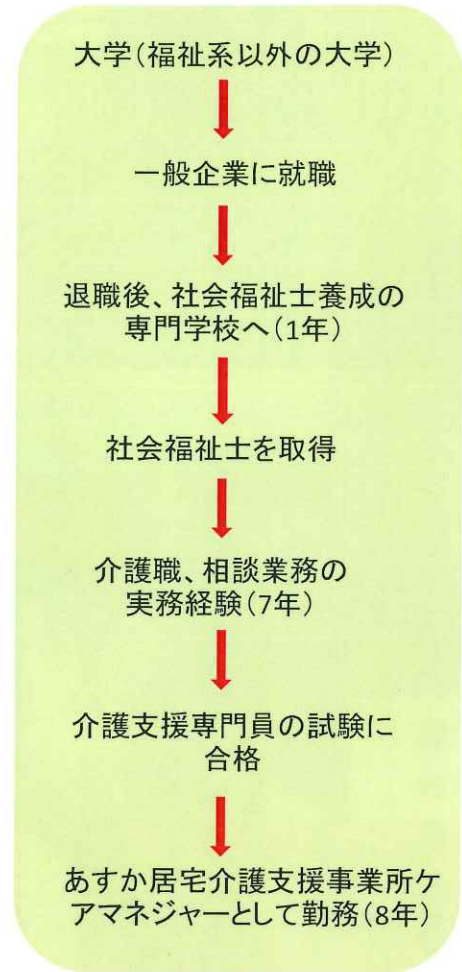 大学(福祉系以外の大学)
一般企業に就職
退職後、社会福祉士養成の
専門学校へ(1年)
社会福祉士を取得
介護職、相談業務の
実務経験(7年)
介護支援専門員の試験に
合格
あすか居宅介護支援事業所ケ
アマネジャーとして勤務(8年)